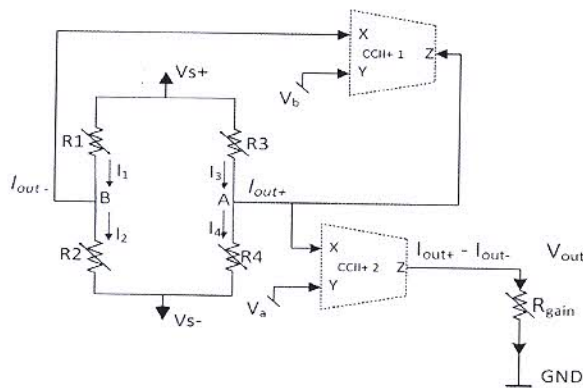 X
CCII+ 1
Z
Y
Vb
Vs+
R1
R3
I1
I3
Iout -
B
A
Iout+
I2
I4
R2
R4
X
CCII+ 2
Z
Y
Va
Iout+ - Iout-
Vout
Rgain
Vs-
GND